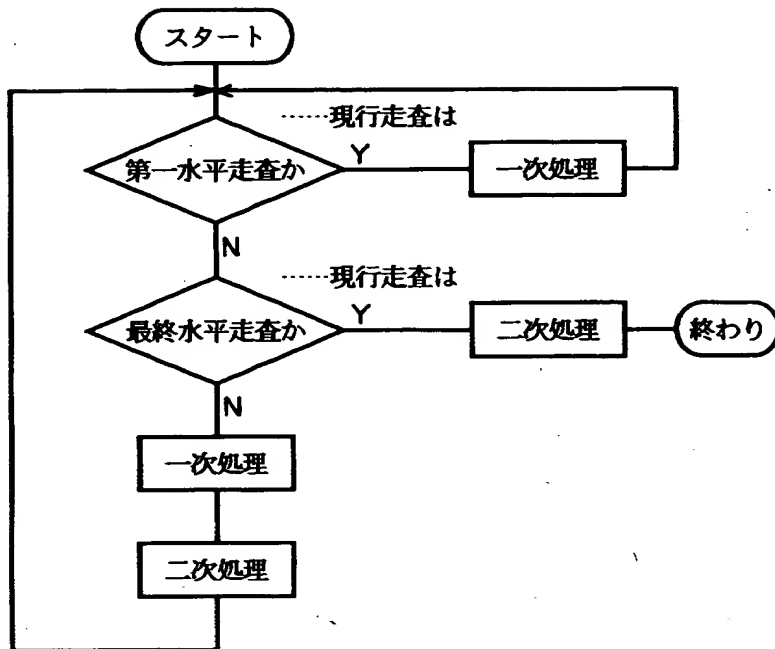 スタート
……現行走査は
第一水平走査か
Y
一次処理
N
……現行走査は
最終水平走査か
Y
二次処理
終わり
N
一次処理
二次処理